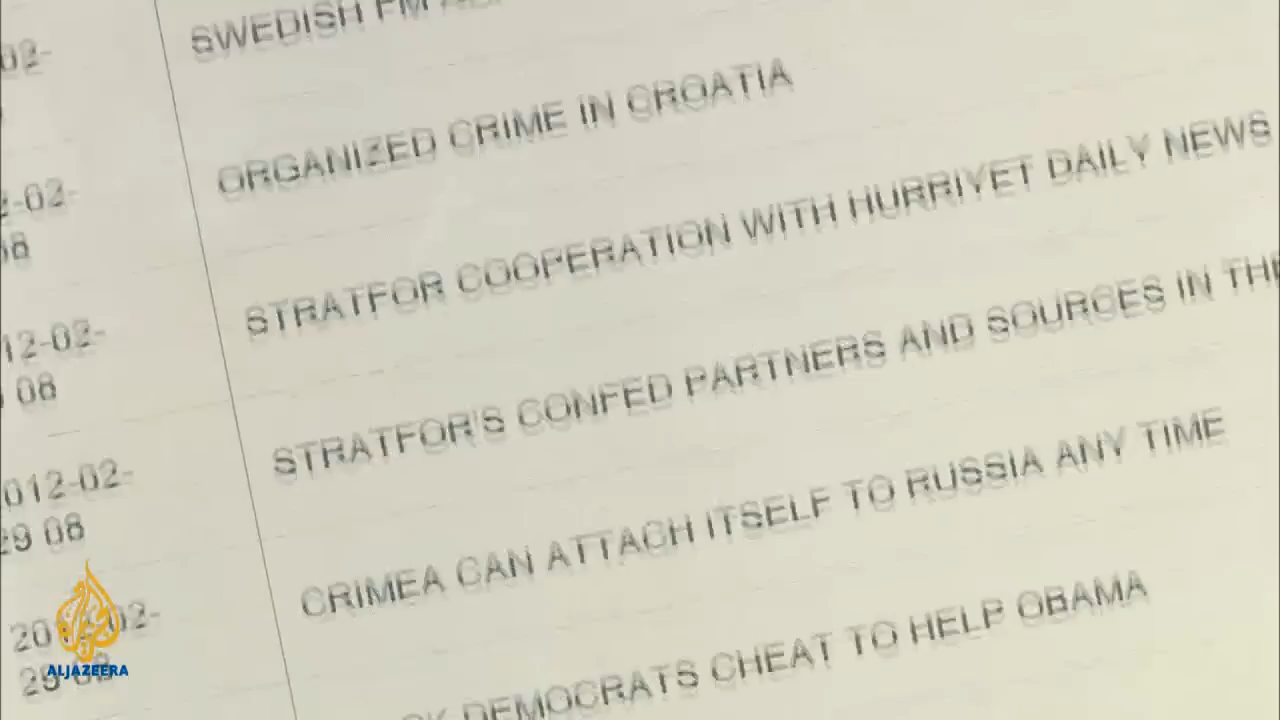 02-
SWEDISH FM
2-02-
08
ORGANIZED CRIME IN CROATIA
12-02-
08
STRATFOR COOPERATION WITH HURRIYET DAILY NEWS
012-02-
29 08
STRATFOR'S CONFED PARTNERS AND SOURCES IN THE
CRIMEA CAN ATTACH ITSELF TO RUSSIA ANY TIME
DEMOCRATS CHEAT TO HELP OBAMA
ALJAZEERA